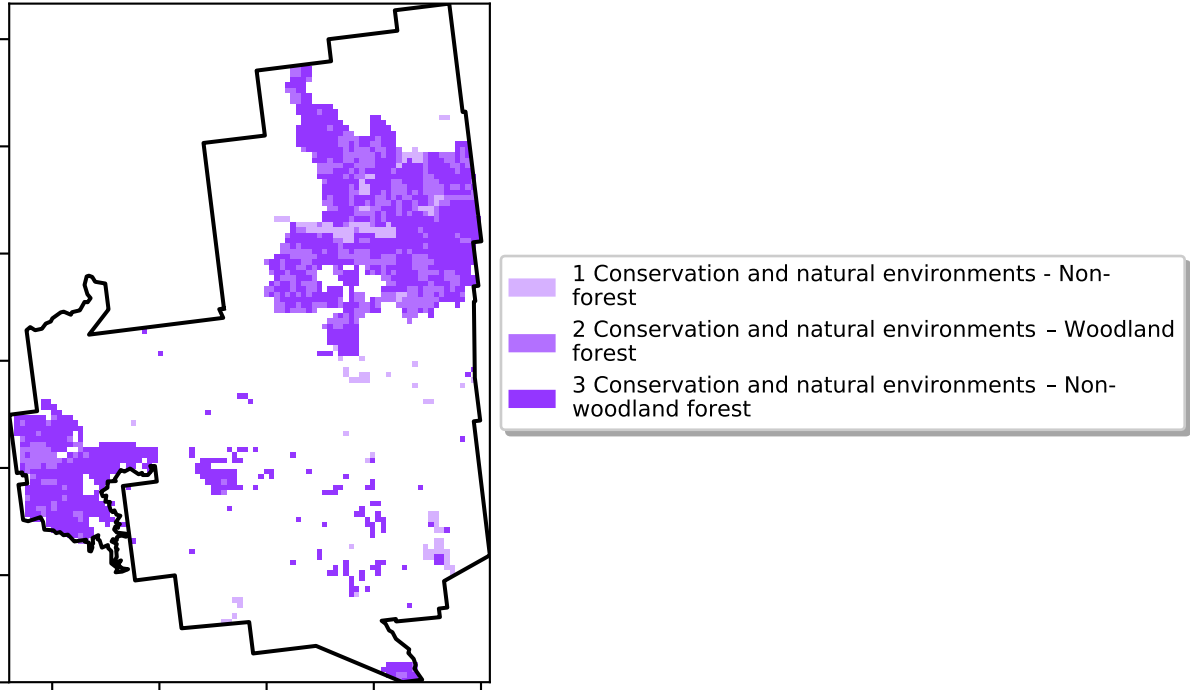 1 Conservation and natural environments - Non-
forest
2 Conservation and natural environments – Woodland
forest
3 Conservation and natural environments – Non-
woodland forest